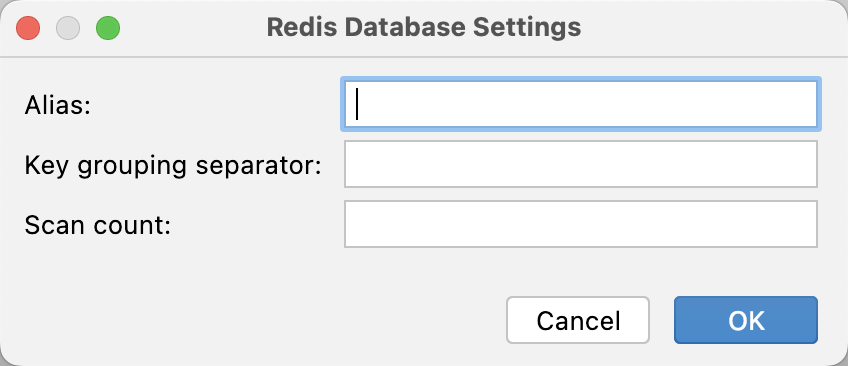 Redis Database Settings
Alias:
Key grouping separator:
Scan count:
Cancel OK